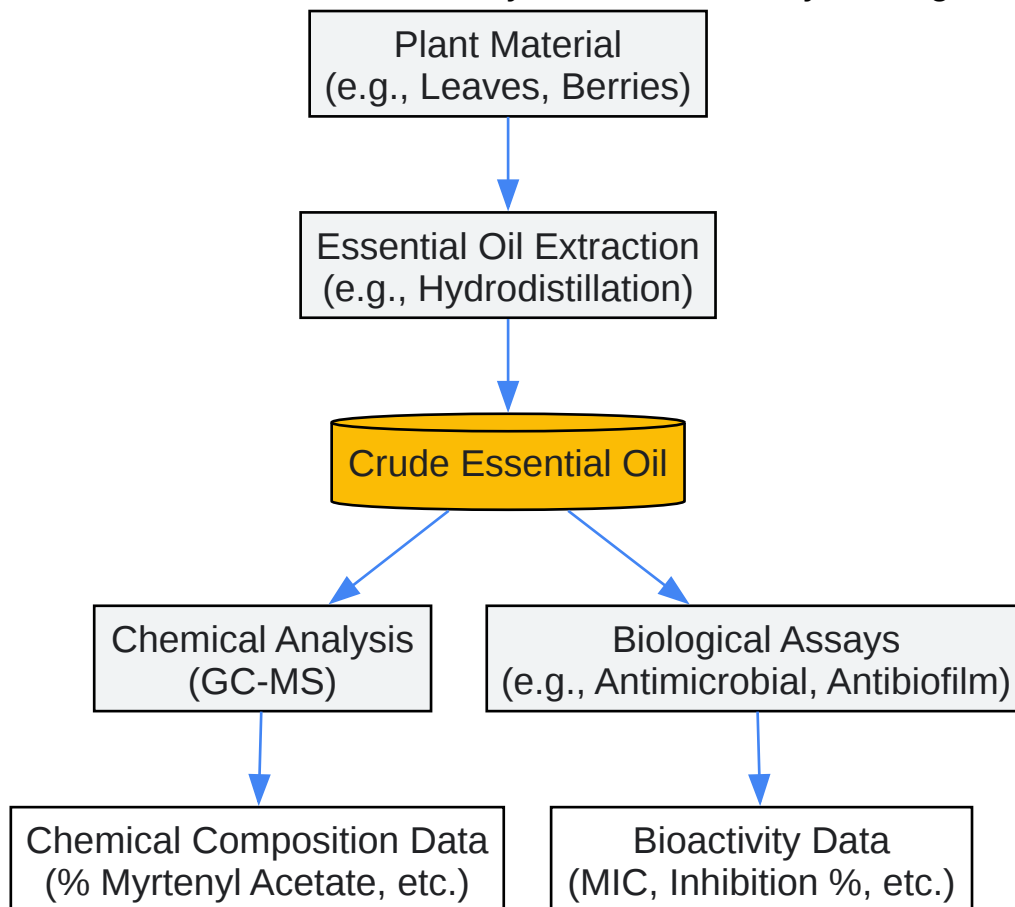 Plant Material
(e.g., Leaves, Berries)
Essential Oil Extraction
(e.g., Hydrodistillation)
Crude Essential Oil
Chemical Analysis
(GC-MS)
Biological Assays
(e.g., Antimicrobial, Antibiofilm)
Chemical Composition Data
(% Myrtenyl Acetate, etc.)
Bioactivity Data
(MIC, Inhibition %, etc.)